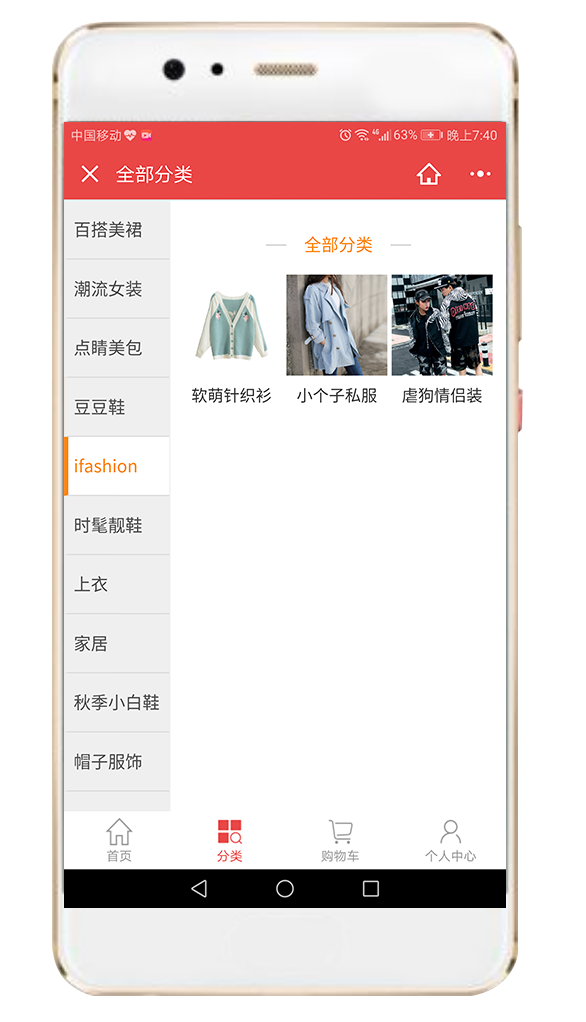 中国移动 4G 63% 晚上7:40
全部分类
百搭美裙
潮流女装
点睛美包
豆豆鞋
ifashion
时髦靓鞋
上衣
家居
秋季小白鞋
帽子服饰
全部分类
软萌针织衫 小个子私服 虐狗情侣装
首页 分类 购物车 个人中心